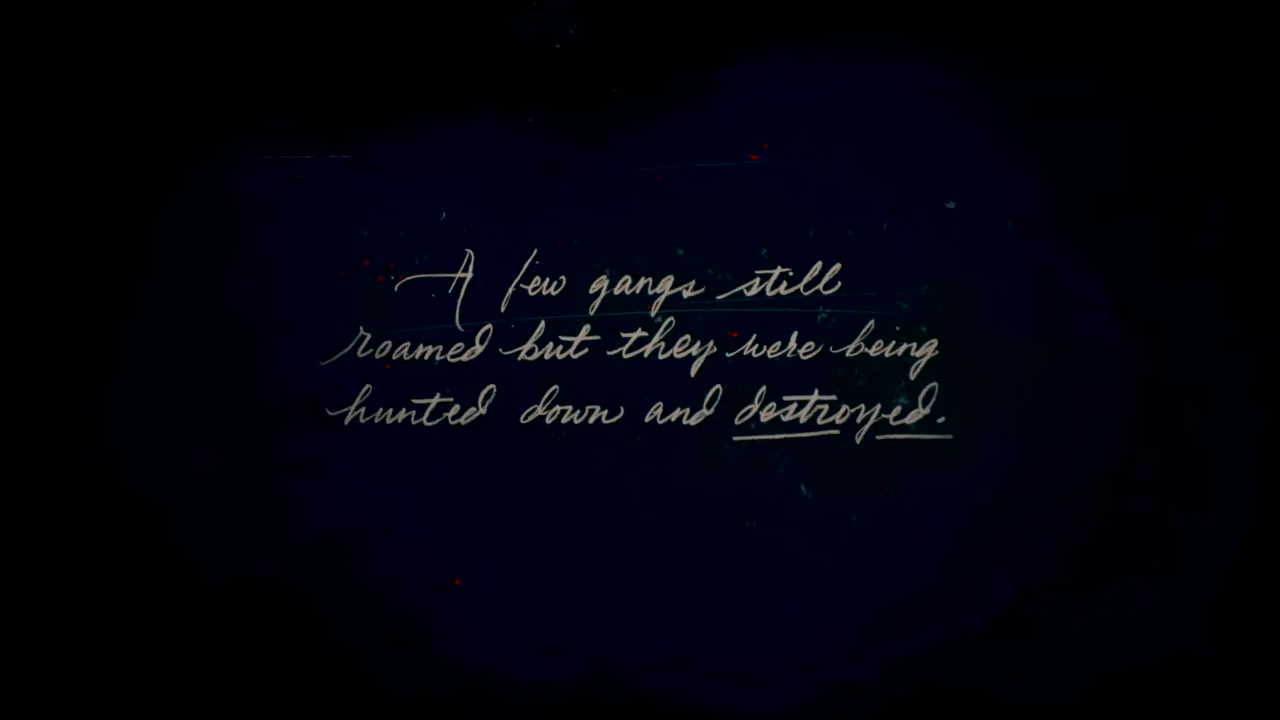 A few gangs still
roamed but they were being
hunted down and destroyed.